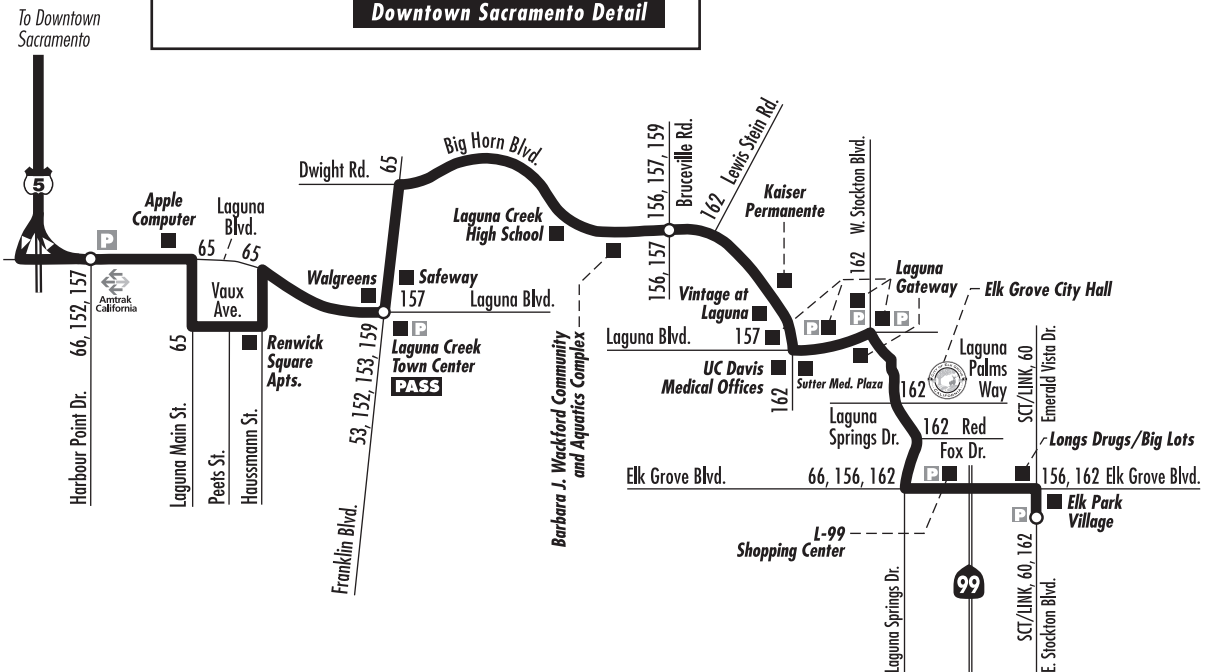 Downtown Sacramento Detail
To Downtown
Sacramento
5
Apple
Computer
Laguna
Blvd.
P
65
65
Amtrak
California
66, 152, 157
Harbour Point Dr.
Vaux
Ave.
65
Laguna Main St.
Peets St.
Haussmann St.
Renwick
Square
Apts.
Dwight Rd.
65
Big Horn Blvd.
Walgreens
Safeway
157
Laguna Blvd.
P
Laguna Creek
Town Center
PASS
53, 152, 153, 159
Franklin Blvd.
Laguna Creek
High School
Barbara J. Wackford Community
and Aquatics Complex
156, 157, 159
Bruceville Rd.
156, 157
162 Lewis Stein Rd.
Kaiser
Permanente
162 W. Stockton Blvd.
Laguna
Gateway
Vintage at
Laguna
Laguna Blvd.
157
P
P
P
UC Davis
Medical Offices
Sutter Med. Plaza
162
Elk Grove City Hall
162
Laguna
Palms
Way
Laguna
Springs Dr.
162 Red
Fox Dr.
SCT/LINK, 60
Emerald Vista Dr.
Longs Drugs/Big Lots
Elk Grove Blvd.
66, 156, 162
P
156, 162 Elk Grove Blvd.
Elk Park
Village
P
L-99
Shopping Center
99
Laguna Springs Dr.
SCT/LINK, 60, 162
E. Stockton Blvd.